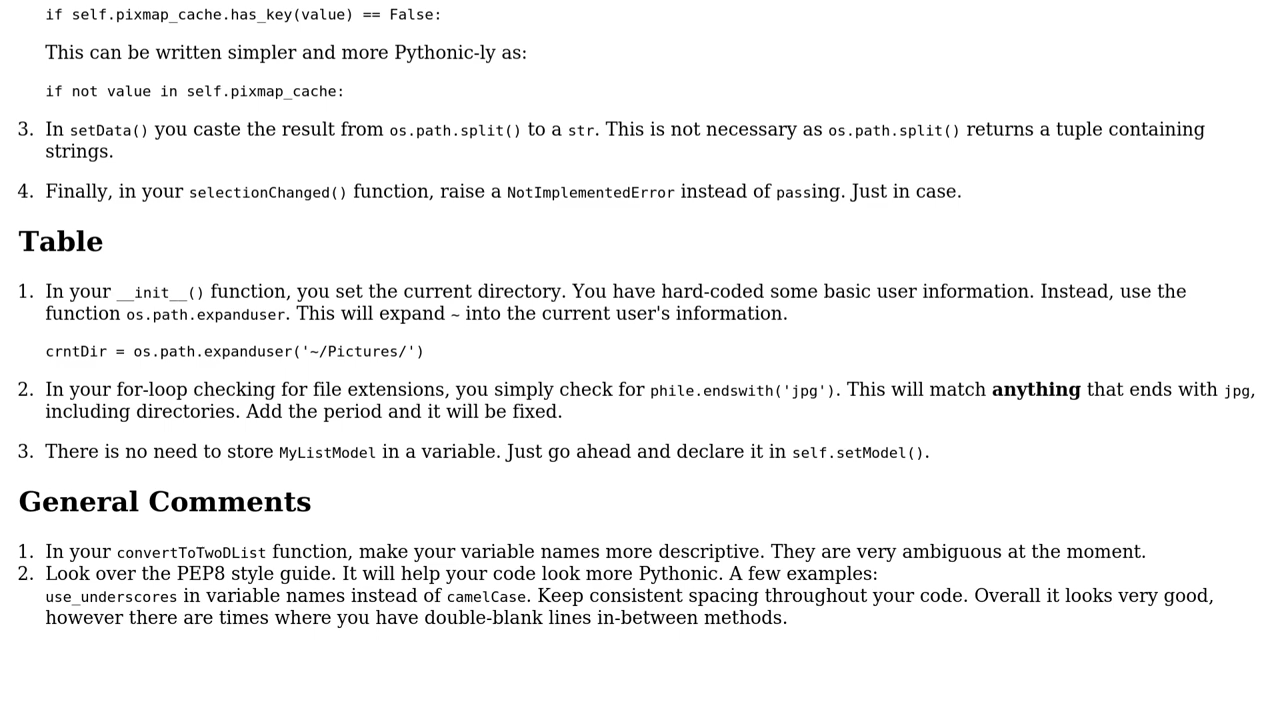 if self.pixmap_cache.has_key(value) == False:
This can be written simpler and more Pythonic-ly as:
if not value in self.pixmap_cache:
3. In setData() you caste the result from os.path.split() to a str. This is not necessary as os.path.split() returns a tuple containing
strings.
4. Finally, in your selectionChanged() function, raise a NotImplementedError instead of passing. Just in case.
Table
1. In your __init__() function, you set the current directory. You have hard-coded some basic user information. Instead, use the
function os.path.expanduser. This will expand ~ into the current user's information.
crntDir = os.path.expanduser('~/Pictures/')
2. In your for-loop checking for file extensions, you simply check for phile.endswith('jpg'). This will match anything that ends with jpg,
including directories. Add the period and it will be fixed.
3. There is no need to store MyListModel in a variable. Just go ahead and declare it in self.setModel().
General Comments
1. In your convertToTwoDList function, make your variable names more descriptive. They are very ambiguous at the moment.
2. Look over the PEP8 style guide. It will help your code look more Pythonic. A few examples:
use_underscores in variable names instead of camelCase. Keep consistent spacing throughout your code. Overall it looks very good,
however there are times where you have double-blank lines in-between methods.